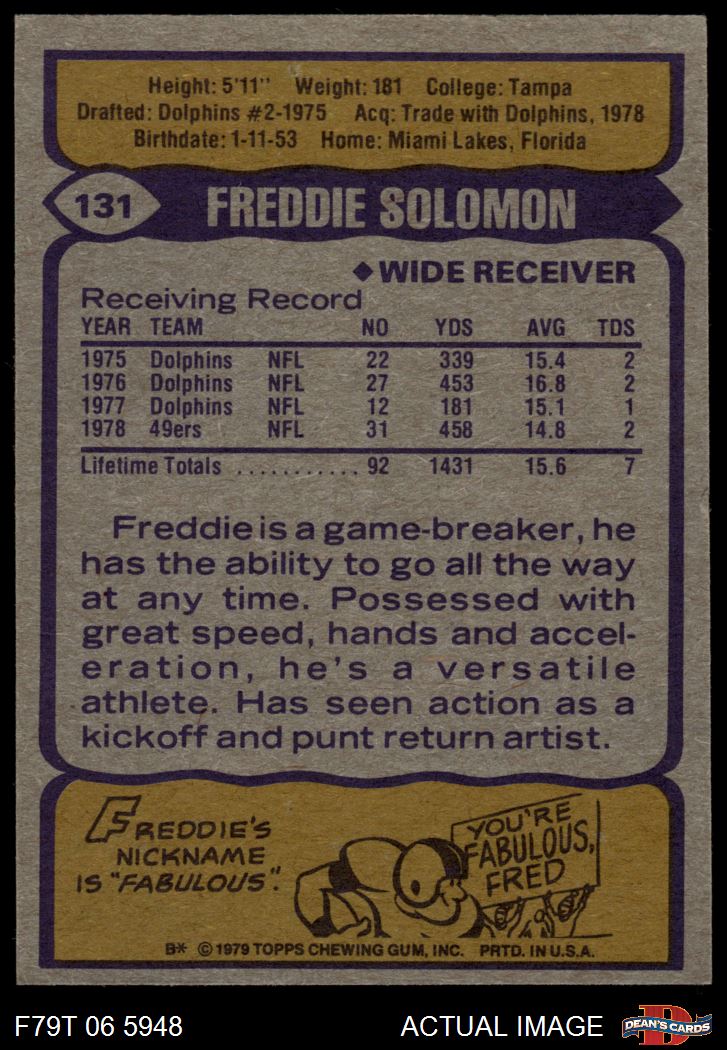 Height: 5'11" Weight: 181 College: Tampa
Drafted: Dolphins #2-1975 Acq: Trade with Dolphins, 1978
Birthdate: 1-11-53 Home: Miami Lakes, Florida
131 FREDDIE SOLOMON
◆ WIDE RECEIVER
Receiving Record
YEAR TEAM NO YDS AVG TDS
1975 Dolphins NFL 22 339 15.4 2
1976 Dolphins NFL 27 453 16.8 2
1977 Dolphins NFL 12 181 15.1 1
1978 49ers NFL 31 458 14.8 2
Lifetime Totals ........... 92 1431 15.6 7
Freddie is a game-breaker, he
has the ability to go all the way
at any time. Possessed with
great speed, hands and accel-
eration, he's a versatile
athlete. Has seen action as a
kickoff and punt return artist.
FREDDIE'S
NICKNAME
IS "FABULOUS".
YOU'RE
FABULOUS,
FRED
B* © 1979 TOPPS CHEWING GUM, INC. PRTD. IN U.S.A.
F79T 06 5948 ACTUAL IMAGE D DEAN'S CARDS